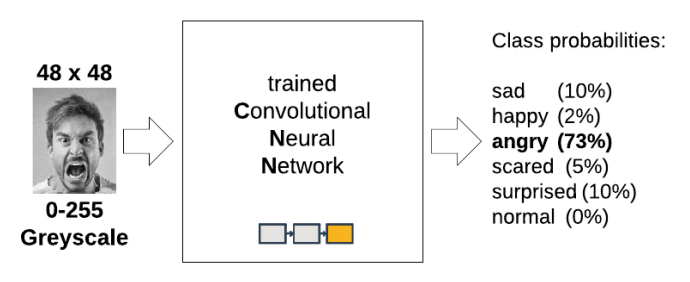 48 x 48
0-255
Greyscale
trained
Convolutional
Neural
Network
Class probabilities:
sad (10%)
happy (2%)
angry (73%)
scared (5%)
surprised (10%)
normal (0%)